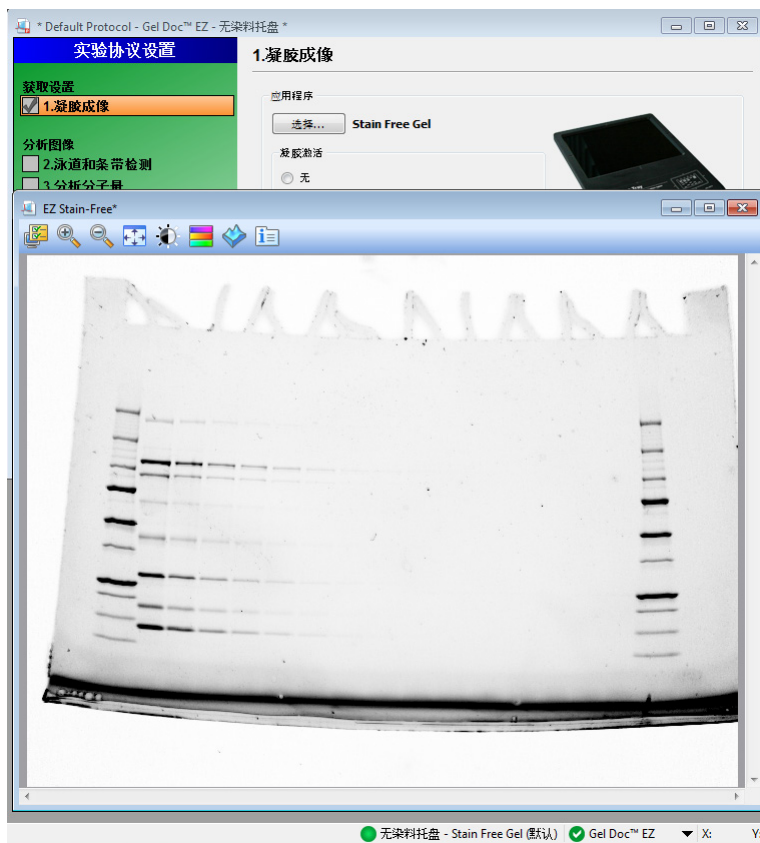 * Default Protocol - Gel Doc™ EZ - 无染料托盘 *
实验协议设置
1.凝胶成像
获取设置
1.凝胶成像
应用程序
选择...
Stain Free Gel
分析图像
凝胶激活
2.泳道和条带检测
无
3.分析分子量
EZ Stain-Free*
无染料托盘 - Stain Free Gel (默认)
Gel Doc™ EZ
X:
Y: